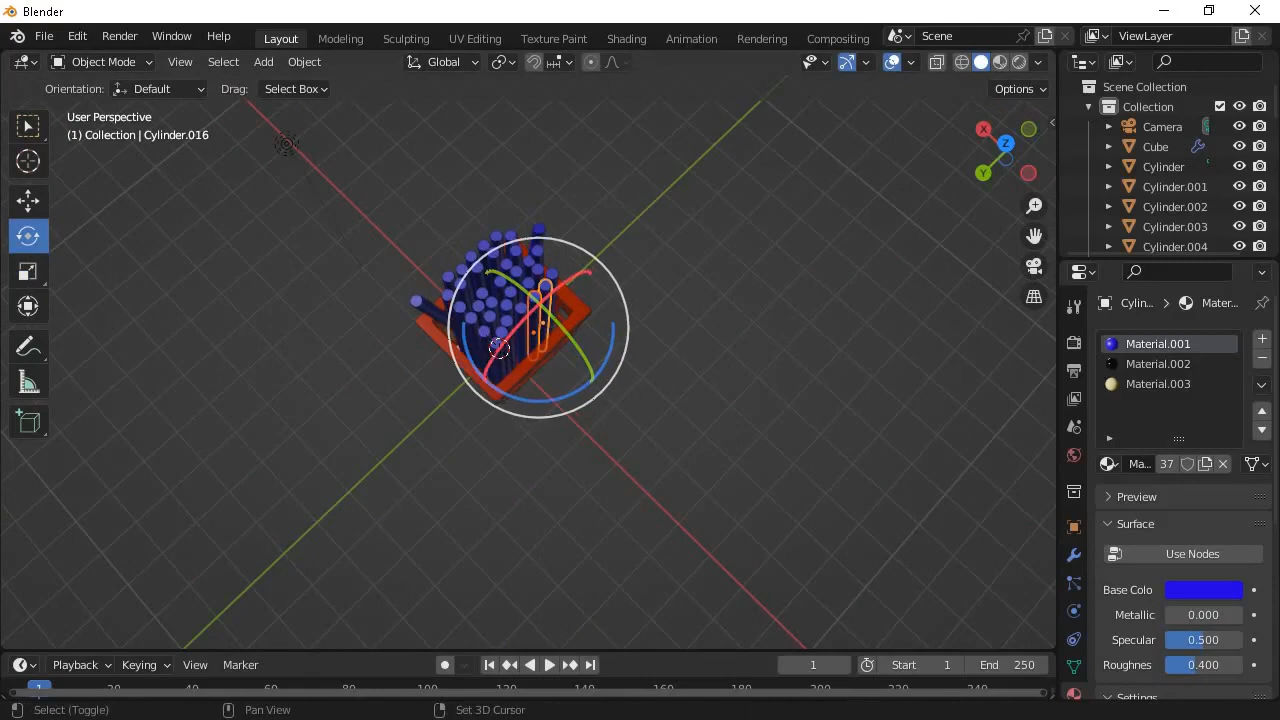 Blender
File Edit Render Window Help Layout Modeling Sculpting UV Editing Texture Paint Shading Animation Rendering Compositing Scene ViewLayer
Object Mode View Select Add Object Global
Orientation: Default Drag: Select Box Options
User Perspective
(1) Collection | Cylinder.016
X
Z
Y
Scene Collection
Collection
Camera
Cube
Cylinder
Cylinder.001
Cylinder.002
Cylinder.003
Cylinder.004
Cylin... Mater...
Material.001
Material.002
Material.003
Ma... 37
Preview
Surface
Use Nodes
Base Colo
Metallic 0.000
Specular 0.500
Roughnes 0.400
Settings
Playback Keying View Marker 1 Start 1 End 250
1 20 40 60 80 100 120 140 160 180 200 220 240
Select (Toggle) Pan View Set 3D Cursor